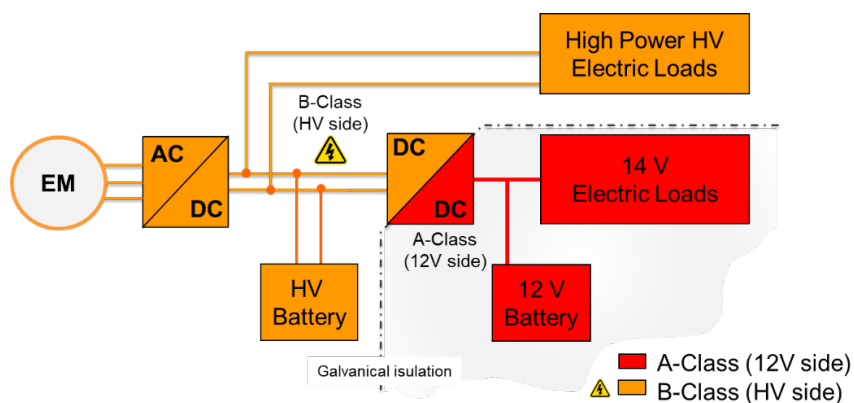 High Power HV
Electric Loads
B-Class
(HV side)
EM
AC
DC
DC
DC
14 V
Electric Loads
A-Class
(12V side)
HV
Battery
12 V
Battery
Galvanical isulation
A-Class (12V side)
B-Class (HV side)